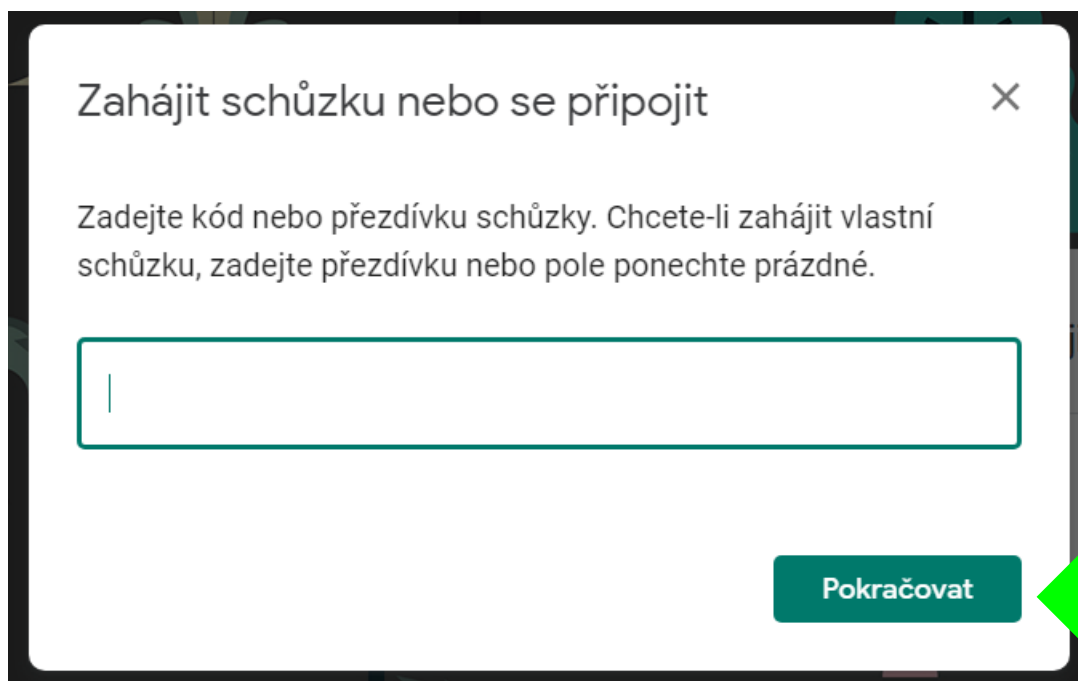 Zahájit schůzku nebo se připojit
Zadejte kód nebo přezdívku schůzky. Chcete-li zahájit vlastní
schůzku, zadejte přezdívku nebo pole ponechte prázdné.
Pokračovat